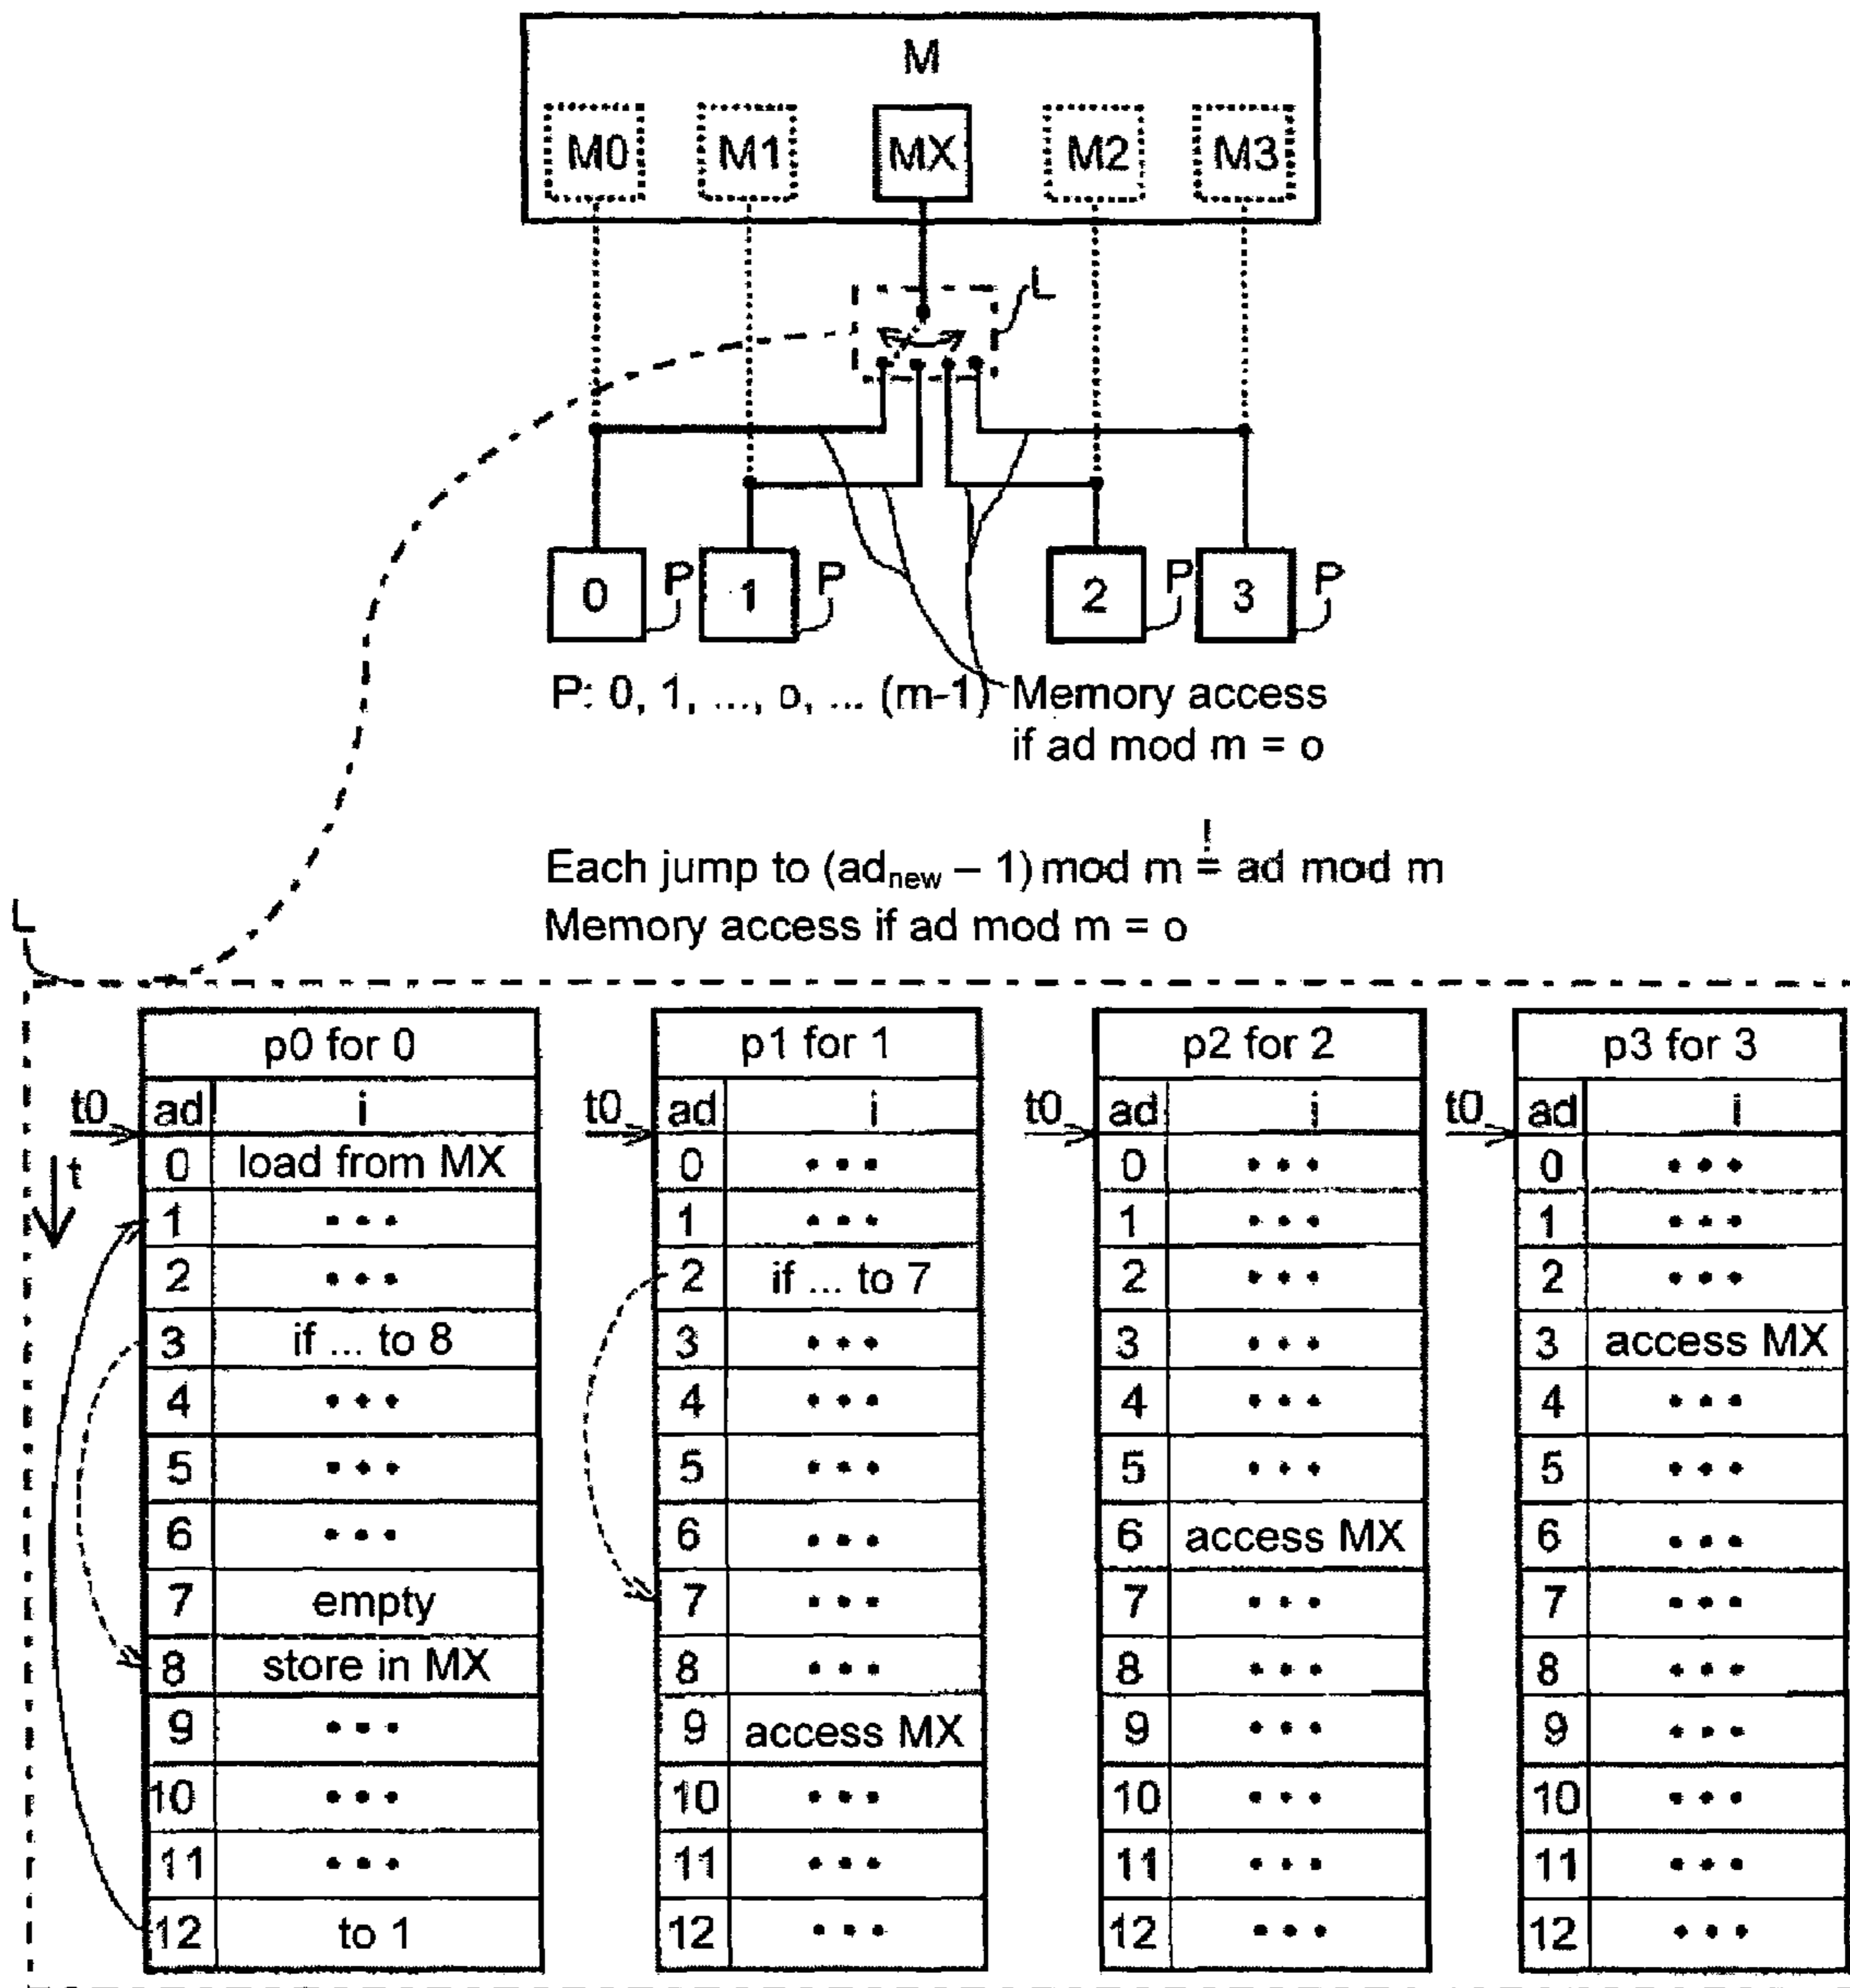 M
M0 M1 MX M2 M3
L
0 P 1 P 2 P 3 P
P: 0, 1, ..., o, ... (m-1) Memory access
if ad mod m = o
!
Each jump to (adnew – 1) mod m = ad mod m
Memory access if ad mod m = o
L
p0 for 0 p1 for 1 p2 for 2 p3 for 3
t0 ad i t0 ad i t0 ad i t0 ad i
t 0 load from MX 0 ••• 0 ••• 0 •••
1 ••• 1 ••• 1 ••• 1 •••
2 ••• 2 if ... to 7 2 ••• 2 •••
3 if ... to 8 3 ••• 3 ••• 3 access MX
4 ••• 4 ••• 4 ••• 4 •••
5 ••• 5 ••• 5 ••• 5 •••
6 ••• 6 ••• 6 access MX 6 •••
7 empty 7 ••• 7 ••• 7 •••
8 store in MX 8 ••• 8 ••• 8 •••
9 ••• 9 access MX 9 ••• 9 •••
10 ••• 10 ••• 10 ••• 10 •••
11 ••• 11 ••• 11 ••• 11 •••
12 to 1 12 ••• 12 ••• 12 •••